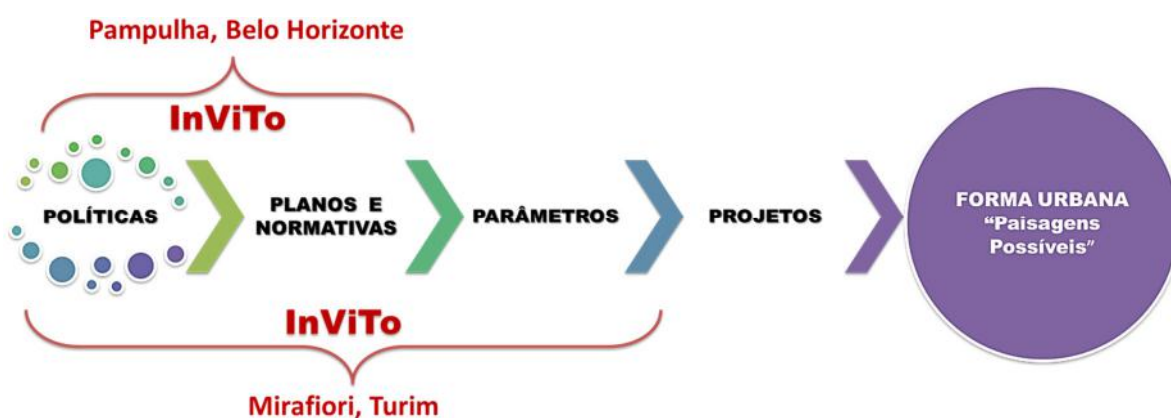 Pampulha, Belo Horizonte
InViTo
POLÍTICAS
PLANOS E
NORMATIVAS
PARÂMETROS
PROJETOS
FORMA URBANA
“Paisagens
Possíveis”
InViTo
Mirafiori, Turim